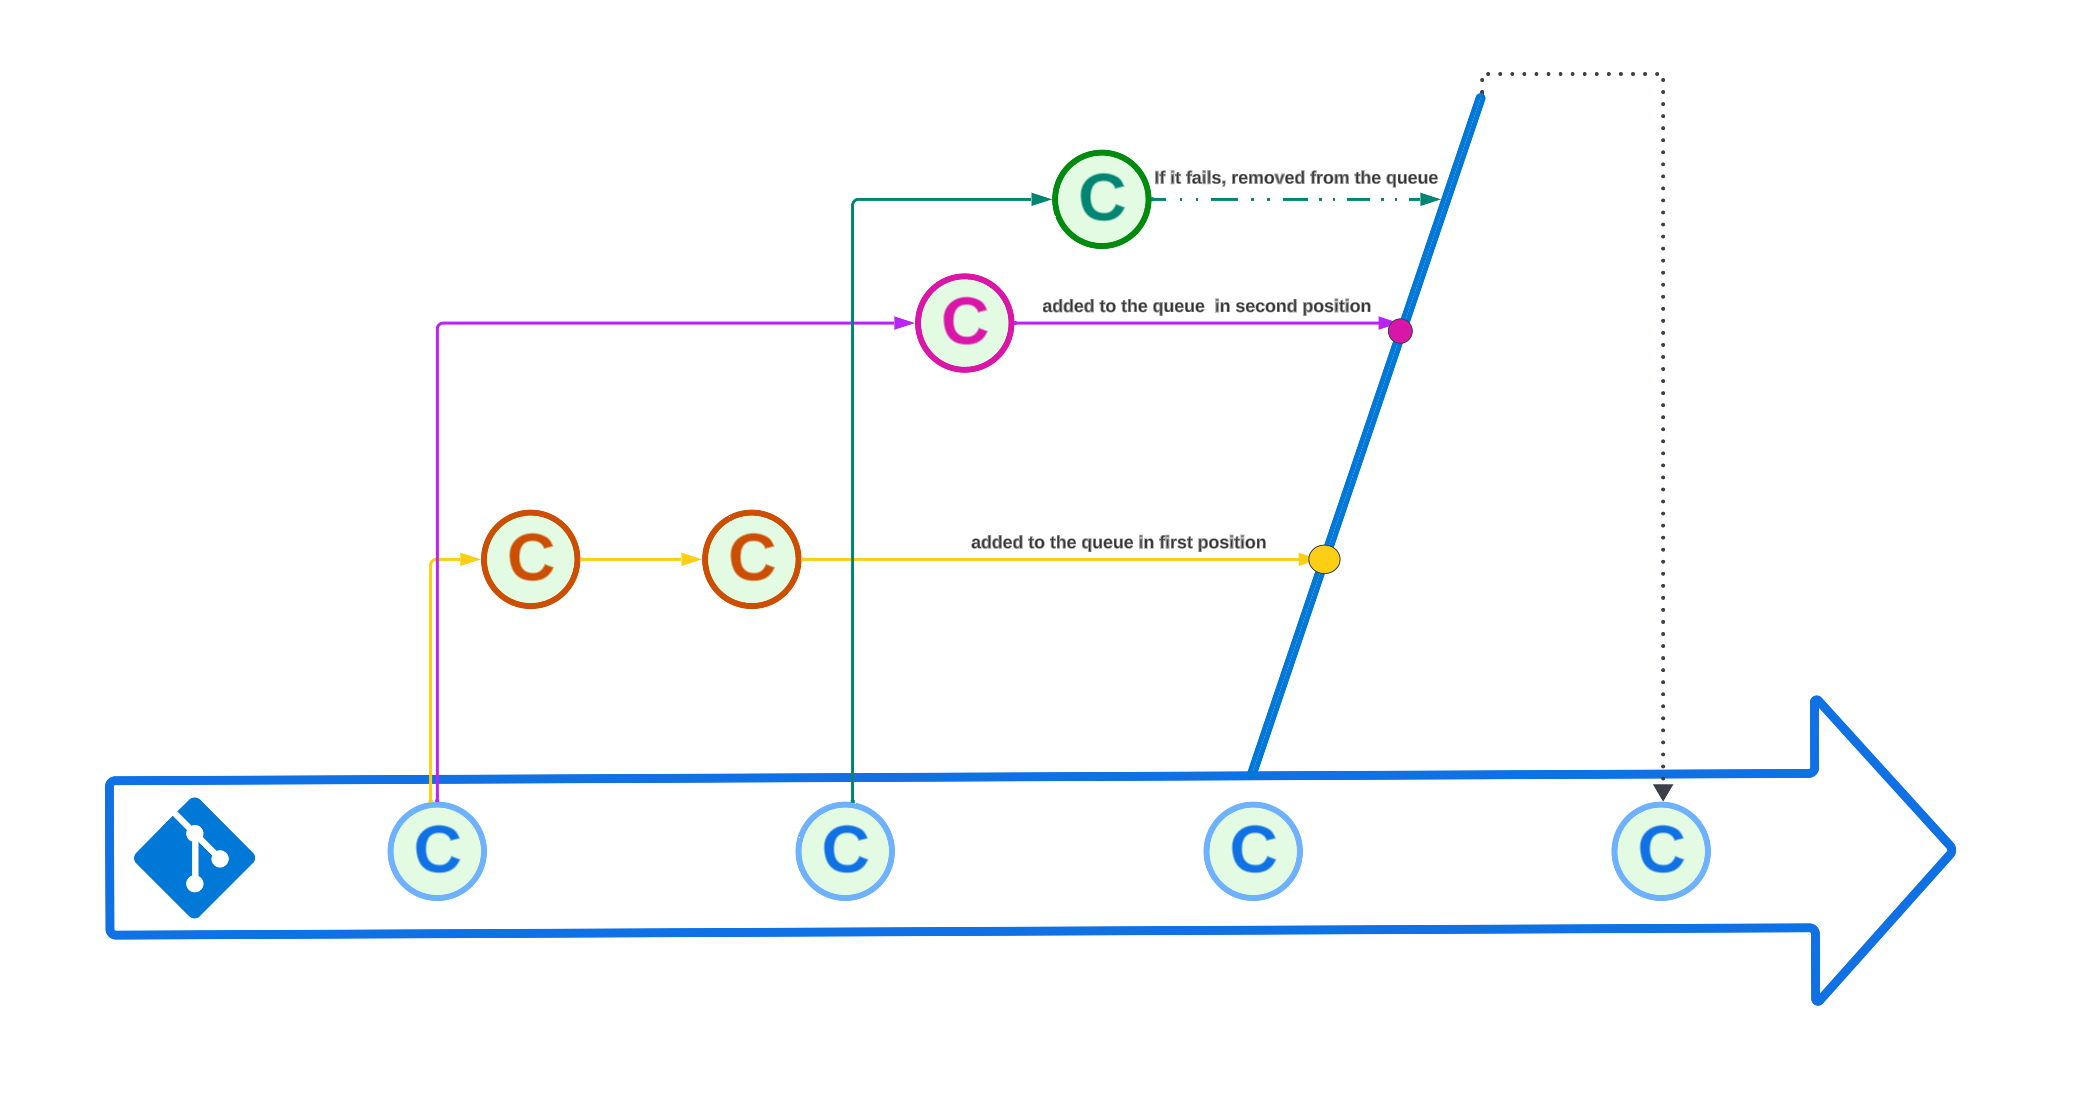 If it fails, removed from the queue
C
added to the queue in second position
C
added to the queue in first position
C C
C C C C